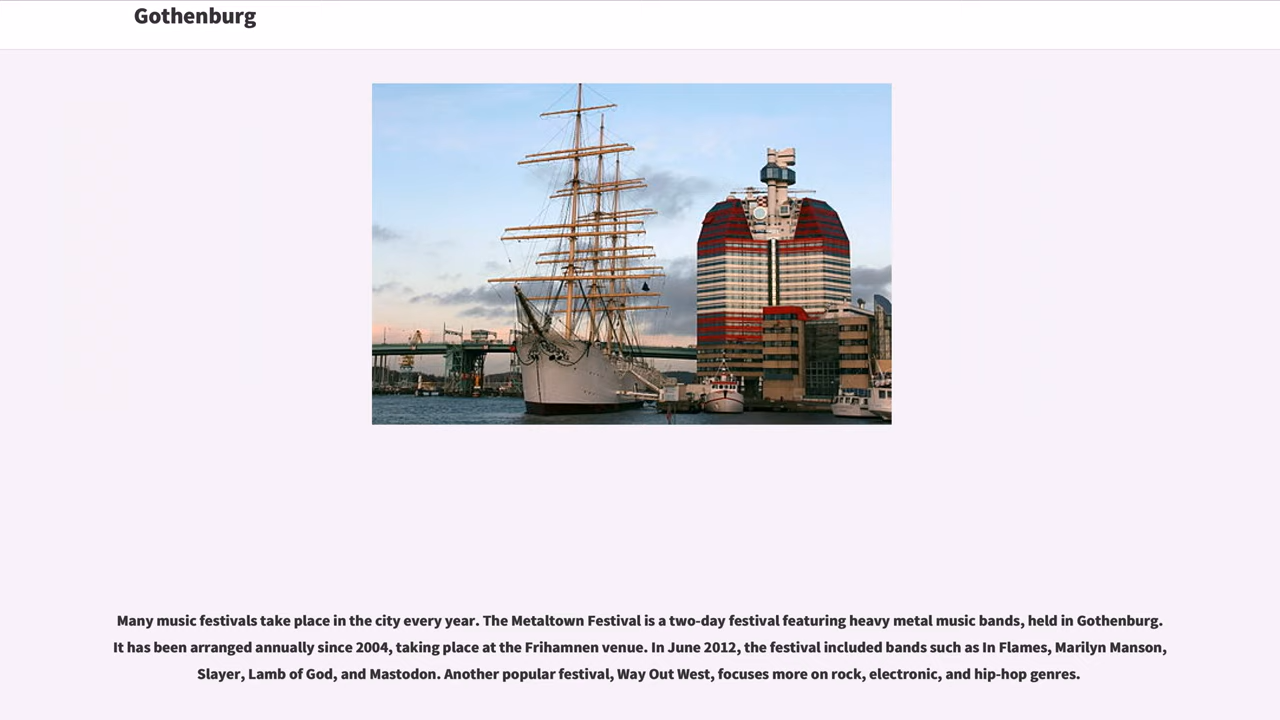 Gothenburg
Many music festivals take place in the city every year. The Metaltown Festival is a two-day festival featuring heavy metal music bands, held in Gothenburg.
It has been arranged annually since 2004, taking place at the Frihamnen venue. In June 2012, the festival included bands such as In Flames, Marilyn Manson,
Slayer, Lamb of God, and Mastodon. Another popular festival, Way Out West, focuses more on rock, electronic, and hip-hop genres.